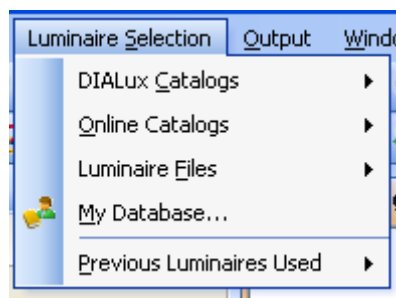 Luminaire Selection Output
DIALux Catalogs
Online Catalogs
Luminaire Files
My Database...
Previous Luminaires Used